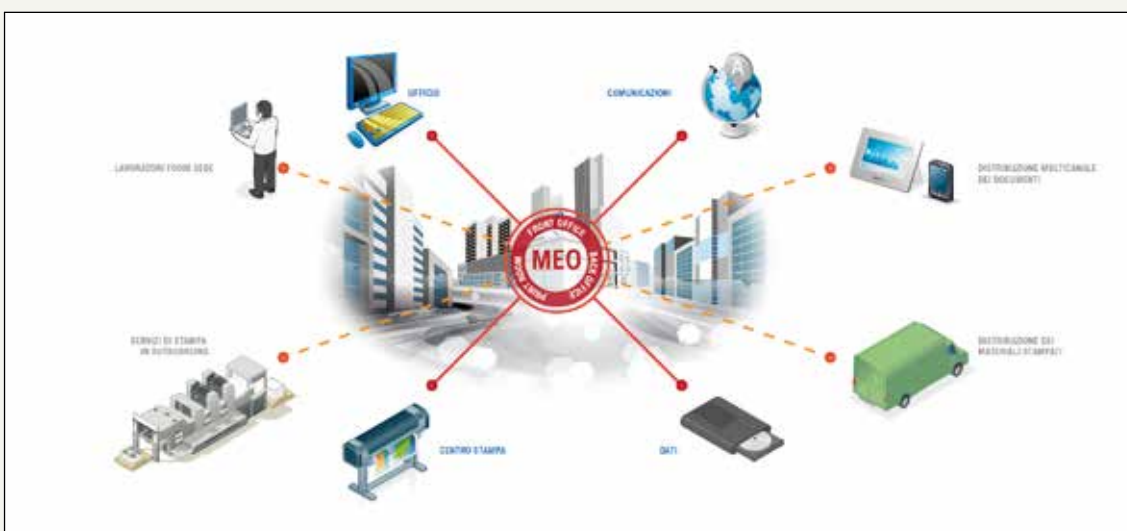 UFFICIO
COMUNICAZIONI
A
LAVORAZIONI FUORI SEDE
DISTRIBUZIONE MULTICANALE
DEI DOCUMENTI
FRONT OFFICE
BACK OFFICE
PRINT ROOM
MEO
SERVIZI DI STAMPA
IN OUTSOURCING
DISTRIBUZIONE DEI
MATERIALI STAMPATI
CENTRO STAMPA
DATI